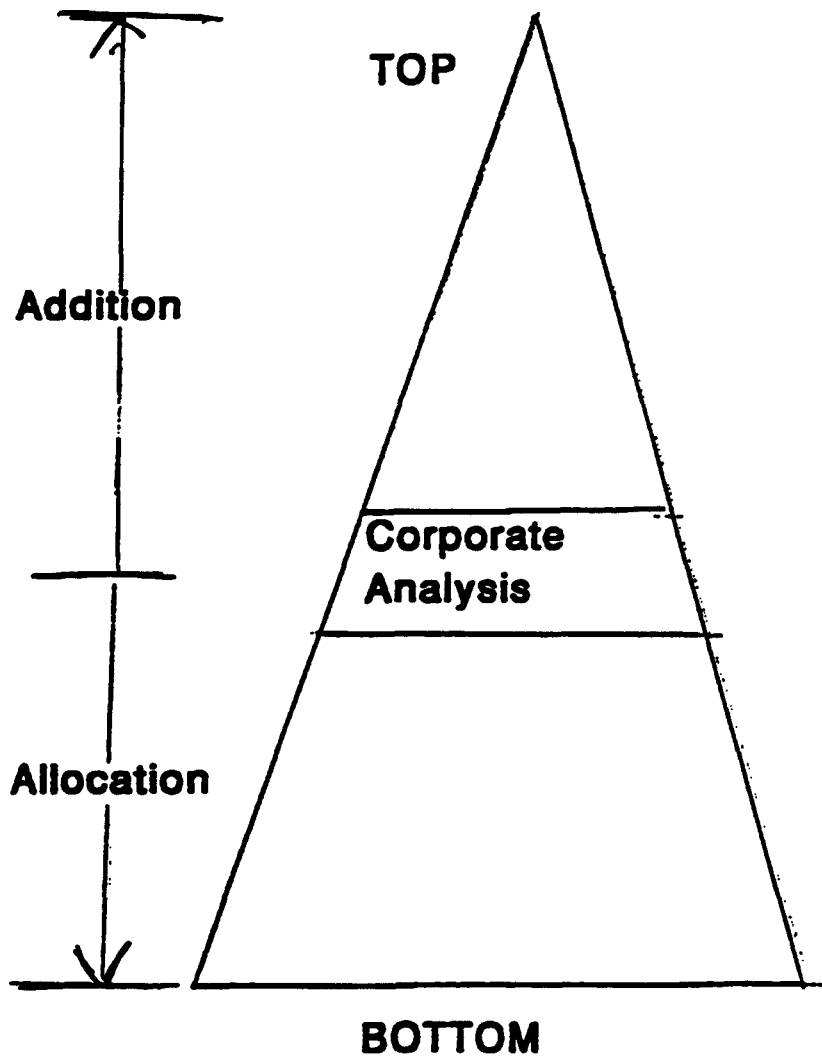 TOP
Addition
Corporate
Analysis
Allocation
BOTTOM